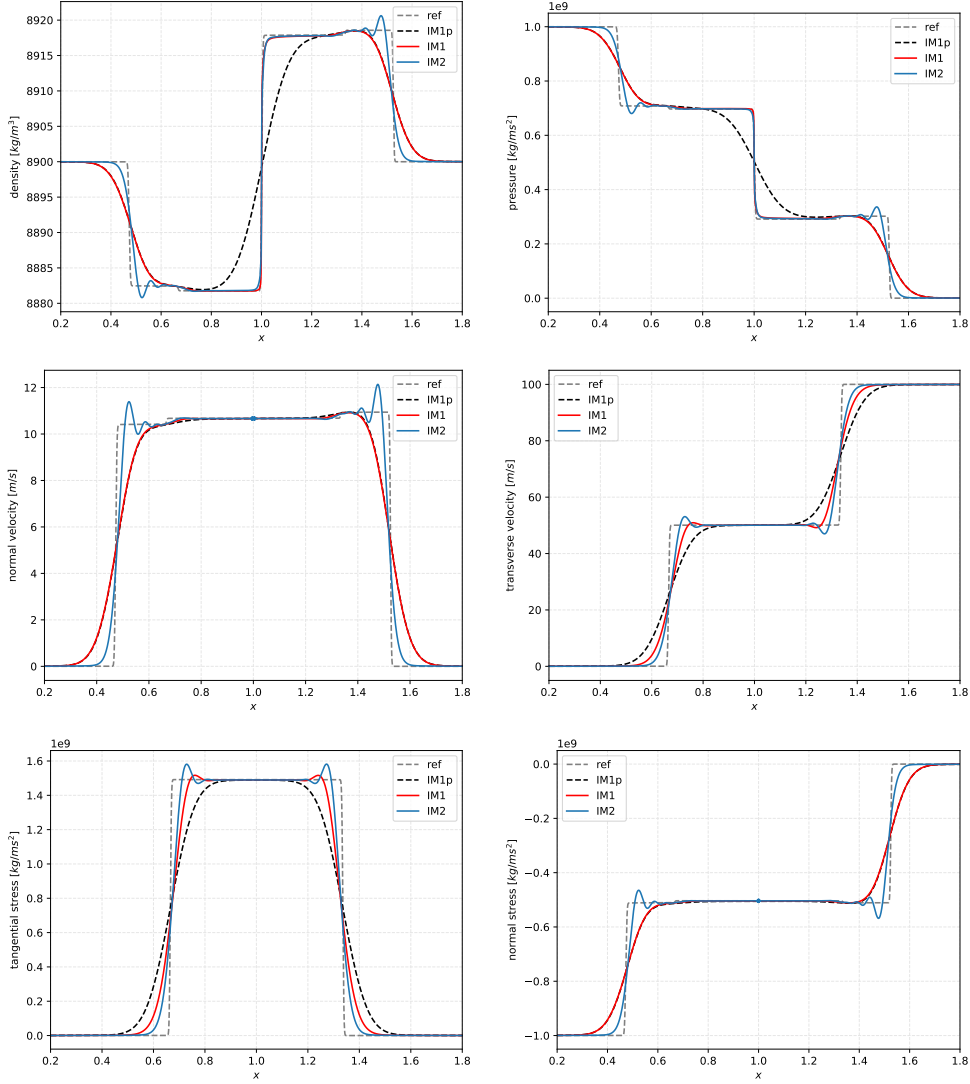 8920
8917
8910
8905
8900
8895
8890
8885
8880
0.2 0.4 0.6 0.8 1.0 1.2 1.4 1.6 1.8
x
density [kg/m³]
ref
IM1p
IM1
IM2
1e9
1.0
0.8
0.6
0.4
0.2
0.0
0.2 0.4 0.6 0.8 1.0 1.2 1.4 1.6 1.8
x
pressure [kg/ms²]
ref
IM1p
IM1
IM2
12
10
8
6
4
2
0
0.2 0.4 0.6 0.8 1.0 1.2 1.4 1.6 1.8
x
normal velocity [m/s]
ref
IM1p
IM1
IM2
100
80
60
40
20
0
0.2 0.4 0.6 0.8 1.0 1.2 1.4 1.6 1.8
x
transverse velocity [m/s]
ref
IM1p
IM1
IM2
1e9
1.6
1.4
1.2
1.0
0.8
0.6
0.4
0.2
0.0
0.2 0.4 0.6 0.8 1.0 1.2 1.4 1.6 1.8
x
tangential stress [kg/ms²]
ref
IM1p
IM1
IM2
1e9
0.0
−0.2
−0.4
−0.6
−0.8
−1.0
0.2 0.4 0.6 0.8 1.0 1.2 1.4 1.6 1.8
x
normal stress [kg/ms²]
ref
IM1p
IM1
IM2